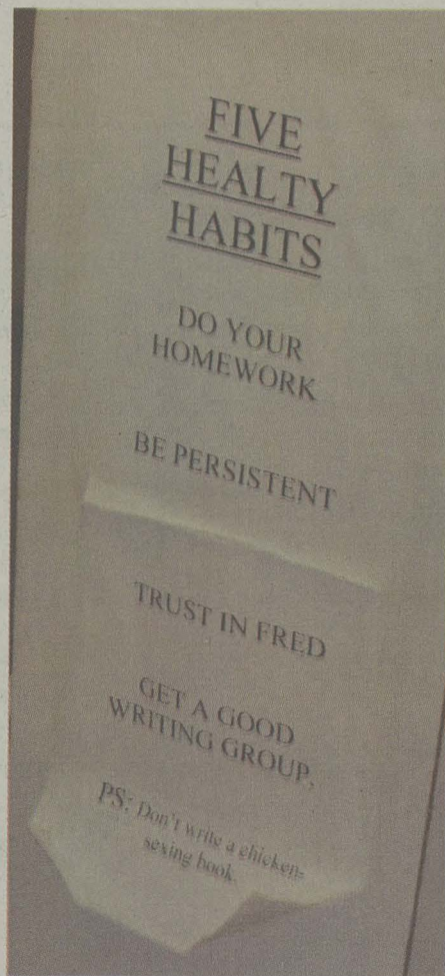 FIVE
HEALTY
HABITS
DO YOUR
HOMEWORK
BE PERSISTENT
TRUST IN FRED
GET A GOOD
WRITING GROUP,
PS: Don't write a chicken-
sexing book.